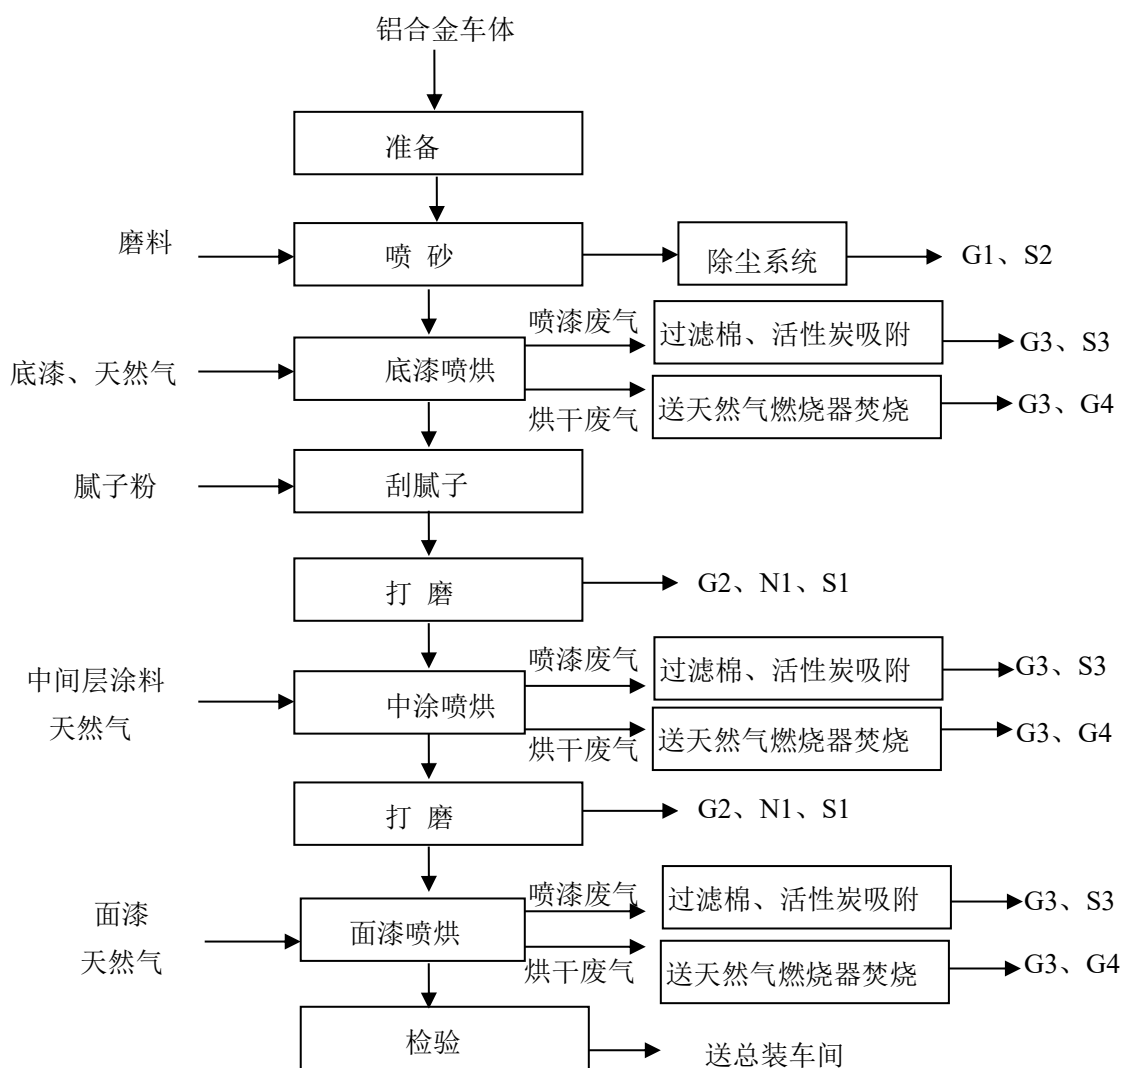 铝合金车体
准备
磨料
喷 砂
除尘系统
G1、S2
喷漆废气
过滤棉、活性炭吸附
G3、S3
底漆、天然气
底漆喷烘
烘干废气
送天然气燃烧器焚烧
G3、G4
腻子粉
刮腻子
打 磨
G2、N1、S1
喷漆废气
过滤棉、活性炭吸附
G3、S3
中间层涂料
天然气
中涂喷烘
烘干废气
送天然气燃烧器焚烧
G3、G4
打 磨
G2、N1、S1
喷漆废气
过滤棉、活性炭吸附
G3、S3
面漆
天然气
面漆喷烘
烘干废气
送天然气燃烧器焚烧
G3、G4
检验
送总装车间